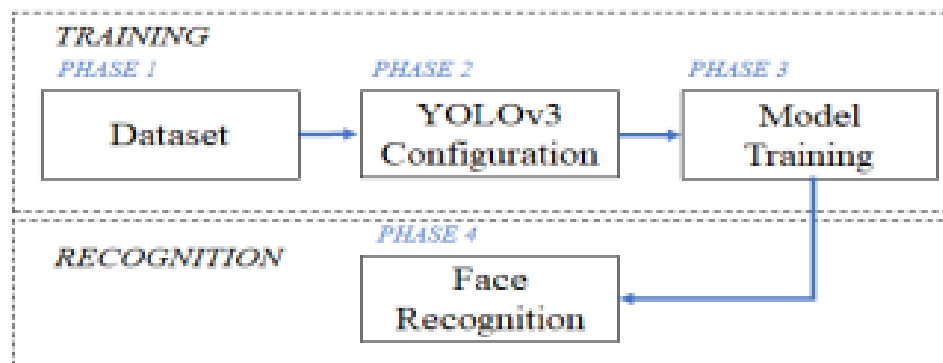 TRAINING
PHASE 1
Dataset
PHASE 2
YOLOv3
Configuration
PHASE 3
Model
Training
RECOGNITION
PHASE 4
Face
Recognition